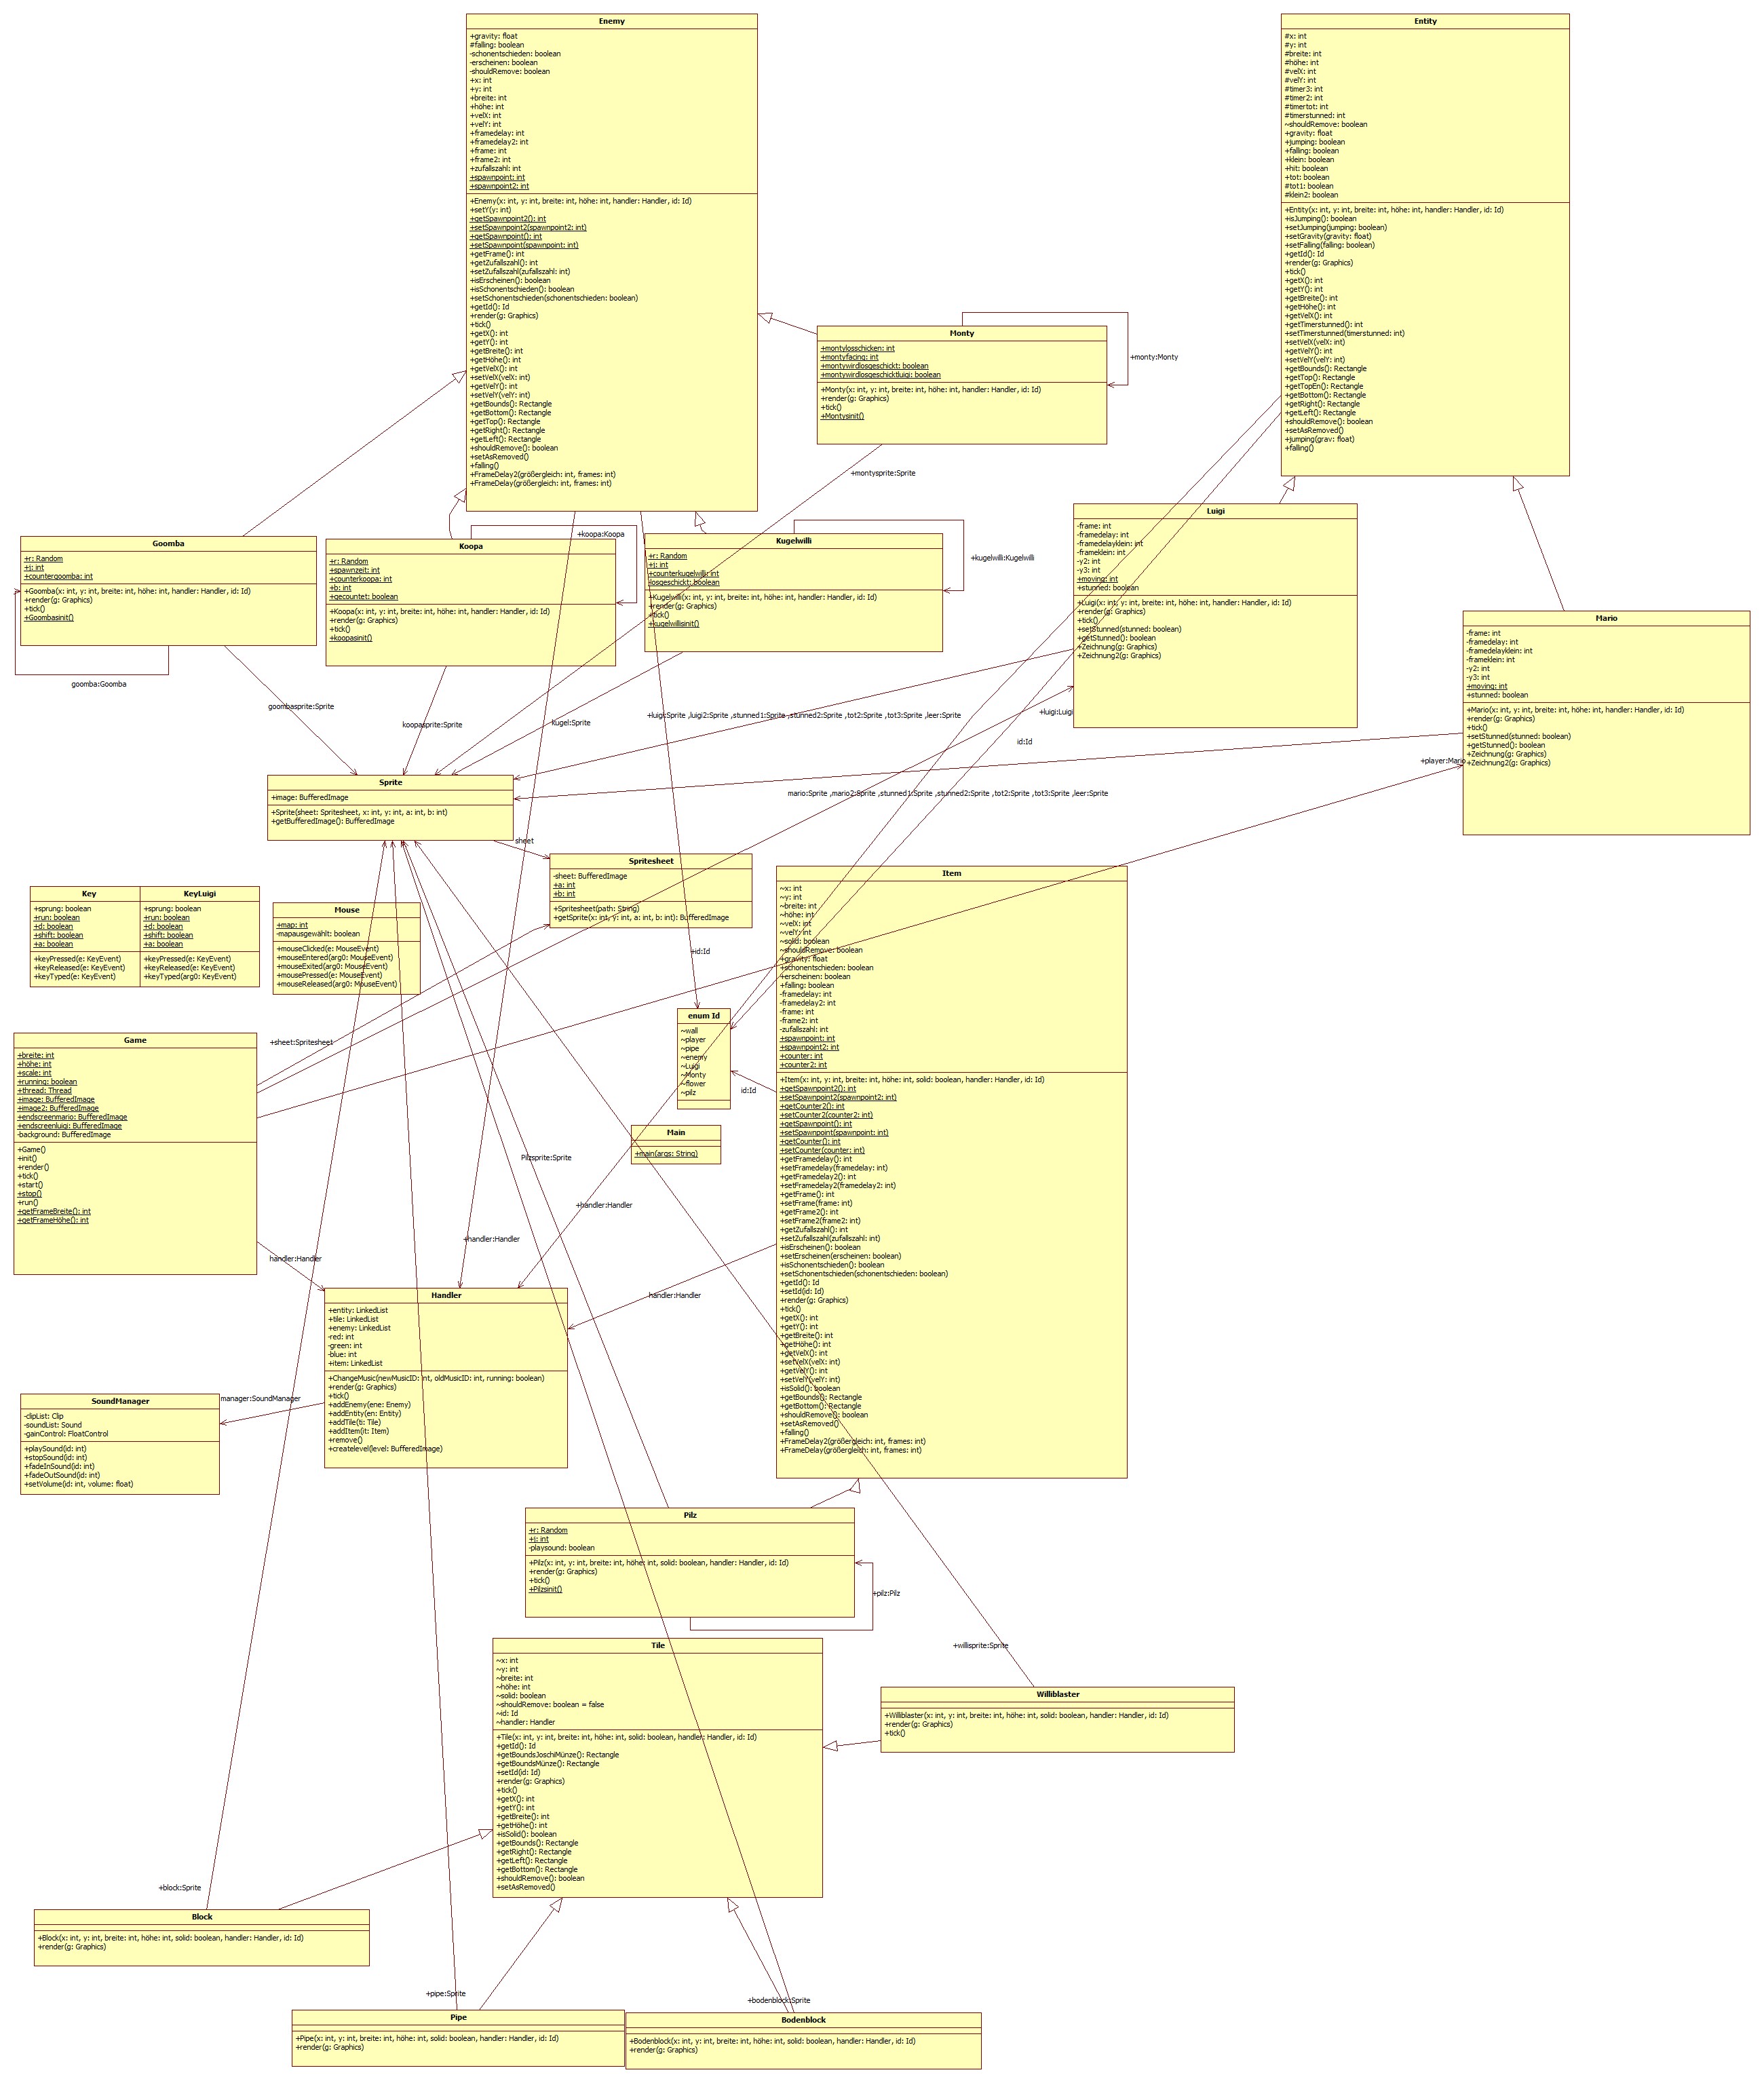 Enemy
+gravity: float
#falling: boolean
-schonentschieden: boolean
-erscheinen: boolean
-shouldRemove: boolean
+x: int
+y: int
+breite: int
+höhe: int
+velX: int
+velY: int
+framedelay: int
+framedelay2: int
+frame: int
+frame2: int
+zufallszahl: int
+spawnpoint: int
+spawnpoint2: int
+Enemy(x: int, y: int, breite: int, höhe: int, handler: Handler, id: Id)
+setY(y: int)
+getSpawnpoint2(): int
+setSpawnpoint2(spawnpoint2: int)
+getSpawnpoint(): int
+setSpawnpoint(spawnpoint: int)
+getFrame(): int
+getZufallszahl(): int
+setZufallszahl(zufallszahl: int)
+isErscheinen(): boolean
+isSchonentschieden(): boolean
+setSchonentschieden(schonentschieden: boolean)
+getId(): Id
+render(g: Graphics)
+tick()
+getX(): int
+getY(): int
+getBreite(): int
+getHöhe(): int
+getVelX(): int
+setVelX(velX: int)
+getVelY(): int
+setVelY(velY: int)
+getBounds(): Rectangle
+getBottom(): Rectangle
+getTop(): Rectangle
+getRight(): Rectangle
+getLeft(): Rectangle
+shouldRemove(): boolean
+setAsRemoved()
+falling()
+FrameDelay2(größergleich: int, frames: int)
+FrameDelay(größergleich: int, frames: int)
Entity
#x: int
#y: int
#breite: int
#höhe: int
#velX: int
#velY: int
#timer3: int
#timer2: int
#timertot: int
#timerstunned: int
~shouldRemove: boolean
+gravity: float
+jumping: boolean
+falling: boolean
+klein: boolean
+hit: boolean
+tot: boolean
#tot1: boolean
#klein2: boolean
+Entity(x: int, y: int, breite: int, höhe: int, handler: Handler, id: Id)
+isJumping(): boolean
+setJumping(jumping: boolean)
+setGravity(gravity: float)
+setFalling(falling: boolean)
+getId(): Id
+render(g: Graphics)
+tick()
+getX(): int
+getY(): int
+getBreite(): int
+getHöhe(): int
+getVelX(): int
+getTimerstunned(): int
+setTimerstunned(timerstunned: int)
+setVelX(velX: int)
+getVelY(): int
+setVelY(velY: int)
+getBounds(): Rectangle
+getTop(): Rectangle
+getTopEn(): Rectangle
+getBottom(): Rectangle
+getRight(): Rectangle
+getLeft(): Rectangle
+shouldRemove(): boolean
+setAsRemoved()
+jumping(grav: float)
+falling()
Monty
+montylosschicken: int
+montyfacing: int
+montywirdlosgeschickt: boolean
+montywirdlosgeschicktluigi: boolean
+Monty(x: int, y: int, breite: int, höhe: int, handler: Handler, id: Id)
+render(g: Graphics)
+tick()
+Montysinit()
+monty:Monty
+montysprite:Sprite
Goomba
+r: Random
+j: int
+countergoomba: int
+Goomba(x: int, y: int, breite: int, höhe: int, handler: Handler, id: Id)
+render(g: Graphics)
+tick()
+Goombasinit()
goomba:Goomba
goombasprite:Sprite
Koopa
+r: Random
+spawnzeit: int
+counterkoopa: int
+b: int
+gecountet: boolean
+Koopa(x: int, y: int, breite: int, höhe: int, handler: Handler, id: Id)
+render(g: Graphics)
+tick()
+koopasinit()
+koopa:Koopa
koopasprite:Sprite
Kugelwilli
+r: Random
+j: int
+counterkugelwilli: int
-losgeschickt: boolean
+Kugelwilli(x: int, y: int, breite: int, höhe: int, handler: Handler, id: Id)
+render(g: Graphics)
+tick()
+kugelwillisinit()
+kugelwilli:Kugelwilli
kugel:Sprite
Luigi
-frame: int
-framedelay: int
-framedelayklein: int
-frameklein: int
-y2: int
-y3: int
+moving: int
+stunned: boolean
+Luigi(x: int, y: int, breite: int, höhe: int, handler: Handler, id: Id)
+render(g: Graphics)
+tick()
+setStunned(stunned: boolean)
+getStunned(): boolean
+Zeichnung(g: Graphics)
+Zeichnung2(g: Graphics)
+luigi:Sprite ,luigi2:Sprite ,stunned1:Sprite ,stunned2:Sprite ,tot2:Sprite ,tot3:Sprite ,leer:Sprite
+luigi:Luigi
id:Id
Mario
-frame: int
-framedelay: int
-framedelayklein: int
-frameklein: int
-y2: int
-y3: int
+moving: int
+stunned: boolean
+Mario(x: int, y: int, breite: int, höhe: int, handler: Handler, id: Id)
+render(g: Graphics)
+tick()
+setStunned(stunned: boolean)
+getStunned(): boolean
+Zeichnung(g: Graphics)
+Zeichnung2(g: Graphics)
+player:Mario
mario:Sprite ,mario2:Sprite ,stunned1:Sprite ,stunned2:Sprite ,tot2:Sprite ,tot3:Sprite ,leer:Sprite
Sprite
+image: BufferedImage
+Sprite(sheet: Spritesheet, x: int, y: int, a: int, b: int)
+getBufferedImage(): BufferedImage
sheet
Spritesheet
-sheet: BufferedImage
+a: int
+b: int
+Spritesheet(path: String)
+getSprite(x: int, y: int, a: int, b: int): BufferedImage
Key
+sprung: boolean
+run: boolean
+d: boolean
+shift: boolean
+a: boolean
+keyPressed(e: KeyEvent)
+keyReleased(e: KeyEvent)
+keyTyped(e: KeyEvent)
KeyLuigi
+sprung: boolean
+run: boolean
+d: boolean
+shift: boolean
+a: boolean
+keyPressed(e: KeyEvent)
+keyReleased(e: KeyEvent)
+keyTyped(arg0: KeyEvent)
Mouse
+map: int
-mapausgewählt: boolean
+mouseClicked(e: MouseEvent)
+mouseEntered(arg0: MouseEvent)
+mouseExited(arg0: MouseEvent)
+mousePressed(e: MouseEvent)
+mouseReleased(arg0: MouseEvent)
Item
~x: int
~y: int
~breite: int
~höhe: int
~velX: int
~velY: int
~solid: boolean
~shouldRemove: boolean
+gravity: float
+schonentschieden: boolean
+erscheinen: boolean
+falling: boolean
-framedelay: int
-framedelay2: int
-frame: int
-frame2: int
-zufallszahl: int
+spawnpoint: int
+spawnpoint2: int
+counter: int
+counter2: int
+Item(x: int, y: int, breite: int, höhe: int, solid: boolean, handler: Handler, id: Id)
+getSpawnpoint2(): int
+setSpawnpoint2(spawnpoint2: int)
+getCounter2(): int
+setCounter2(counter2: int)
+getSpawnpoint(): int
+setSpawnpoint(spawnpoint: int)
+getCounter(): int
+setCounter(counter: int)
+getFramedelay(): int
+setFramedelay(framedelay: int)
+getFramedelay2(): int
+setFramedelay2(framedelay2: int)
+getFrame(): int
+setFrame(frame: int)
+getFrame2(): int
+setFrame2(frame2: int)
+getZufallszahl(): int
+setZufallszahl(zufallszahl: int)
+isErscheinen(): boolean
+setErscheinen(erscheinen: boolean)
+isSchonentschieden(): boolean
+setSchonentschieden(schonentschieden: boolean)
+getId(): Id
+setId(id: Id)
+render(g: Graphics)
+tick()
+getX(): int
+getY(): int
+getBreite(): int
+getHöhe(): int
+getVelX(): int
+setVelX(velX: int)
+getVelY(): int
+setVelY(velY: int)
+isSolid(): boolean
+getBounds(): Rectangle
+getBottom(): Rectangle
+shouldRemove(): boolean
+setAsRemoved()
+falling()
+FrameDelay2(größergleich: int, frames: int)
+FrameDelay(größergleich: int, frames: int)
+id:Id
enum Id
~wall
~player
~pipe
~enemy
~Luigi
~Monty
~flower
~pilz
id:Id
Main
+main(args: String)
Game
+breite: int
+höhe: int
+scale: int
+running: boolean
+thread: Thread
+image: BufferedImage
+image2: BufferedImage
+endscreenmario: BufferedImage
+endscreenluigi: BufferedImage
-background: BufferedImage
+Game()
+init()
+render()
+tick()
+start()
+stop()
+run()
+getFrameBreite(): int
+getFrameHöhe(): int
+sheet:Spritesheet
handler:Handler
Pilzsprite:Sprite
+handler:Handler
+handler:Handler
handler:Handler
Handler
+entity: LinkedList
+tile: LinkedList
+enemy: LinkedList
-red: int
-green: int
-blue: int
+item: LinkedList
+ChangeMusic(newMusicID: int, oldMusicID: int, running: boolean)
+render(g: Graphics)
+tick()
+addEnemy(ene: Enemy)
+addEntity(en: Entity)
+addTile(ti: Tile)
+addItem(it: Item)
+remove()
+createlevel(level: BufferedImage)
manager:SoundManager
SoundManager
-clipList: Clip
-soundList: Sound
-gainControl: FloatControl
+playSound(id: int)
+stopSound(id: int)
+fadeInSound(id: int)
+fadeOutSound(id: int)
+setVolume(id: int, volume: float)
Pilz
+r: Random
+j: int
-playsound: boolean
+Pilz(x: int, y: int, breite: int, höhe: int, solid: boolean, handler: Handler, id: Id)
+render(g: Graphics)
+tick()
+Pilzsinit()
+pilz:Pilz
Tile
~x: int
~y: int
~breite: int
~höhe: int
~solid: boolean
~shouldRemove: boolean = false
~id: Id
~handler: Handler
+Tile(x: int, y: int, breite: int, höhe: int, solid: boolean, handler: Handler, id: Id)
+getId(): Id
+getBoundsJoschiMünze(): Rectangle
+getBoundsMünze(): Rectangle
+setId(id: Id)
+render(g: Graphics)
+tick()
+getX(): int
+getY(): int
+getBreite(): int
+getHöhe(): int
+isSolid(): boolean
+getBounds(): Rectangle
+getRight(): Rectangle
+getLeft(): Rectangle
+getBottom(): Rectangle
+shouldRemove(): boolean
+setAsRemoved()
+willisprite:Sprite
Williblaster
+Williblaster(x: int, y: int, breite: int, höhe: int, solid: boolean, handler: Handler, id: Id)
+render(g: Graphics)
+tick()
+block:Sprite
Block
+Block(x: int, y: int, breite: int, höhe: int, solid: boolean, handler: Handler, id: Id)
+render(g: Graphics)
+pipe:Sprite
Pipe
+Pipe(x: int, y: int, breite: int, höhe: int, solid: boolean, handler: Handler, id: Id)
+render(g: Graphics)
+bodenblock:Sprite
Bodenblock
+Bodenblock(x: int, y: int, breite: int, höhe: int, solid: boolean, handler: Handler, id: Id)
+render(g: Graphics)